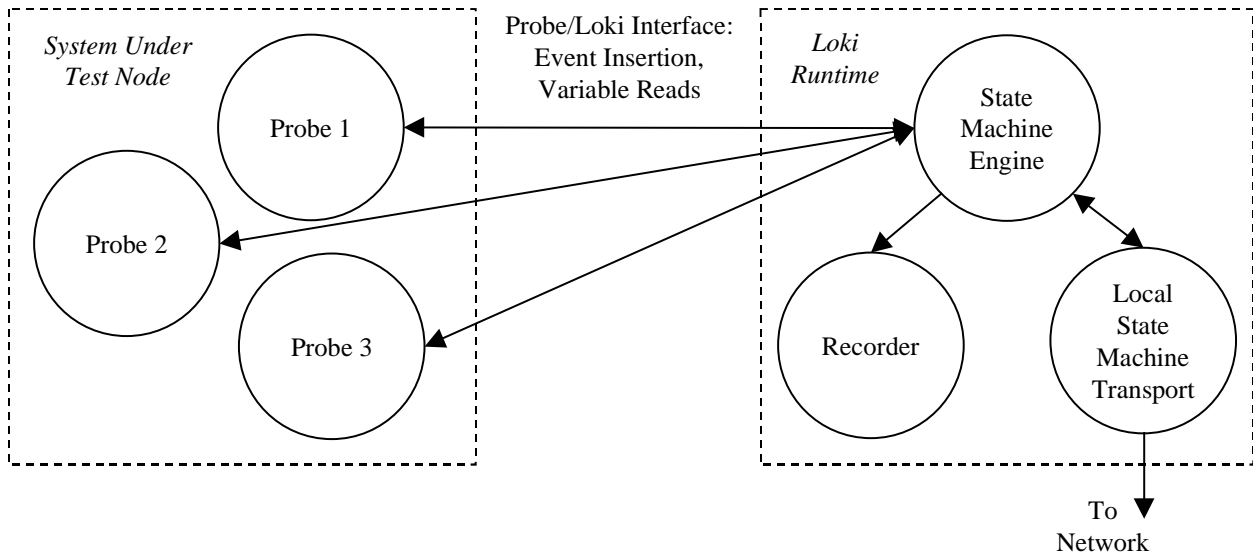 System Under
Test Node
Probe 1
Probe 2
Probe 3
Probe/Loki Interface:
Event Insertion,
Variable Reads
Loki
Runtime
State
Machine
Engine
Recorder
Local
State
Machine
Transport
To
Network